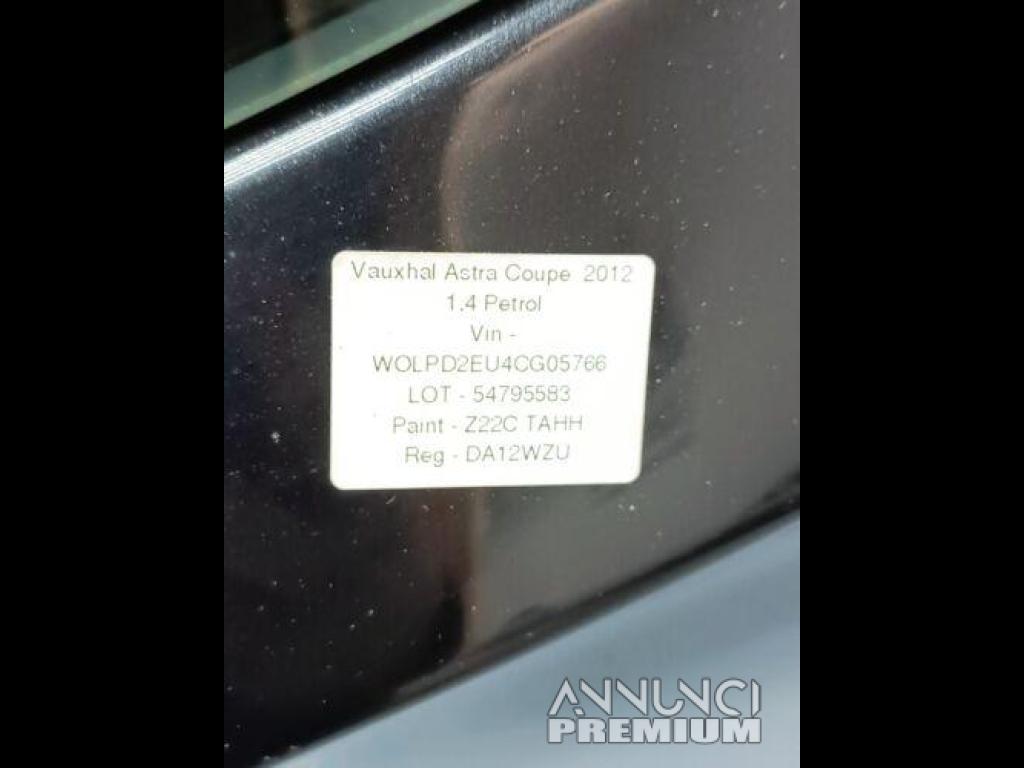 Vauxhal Astra Coupe 2012
1.4 Petrol
Vin -
WOLPD2EU4CG05766
LOT - 54795583
Paint - Z22C TAHH
Reg - DA12WZU
ANNUNCI
PREMIUM